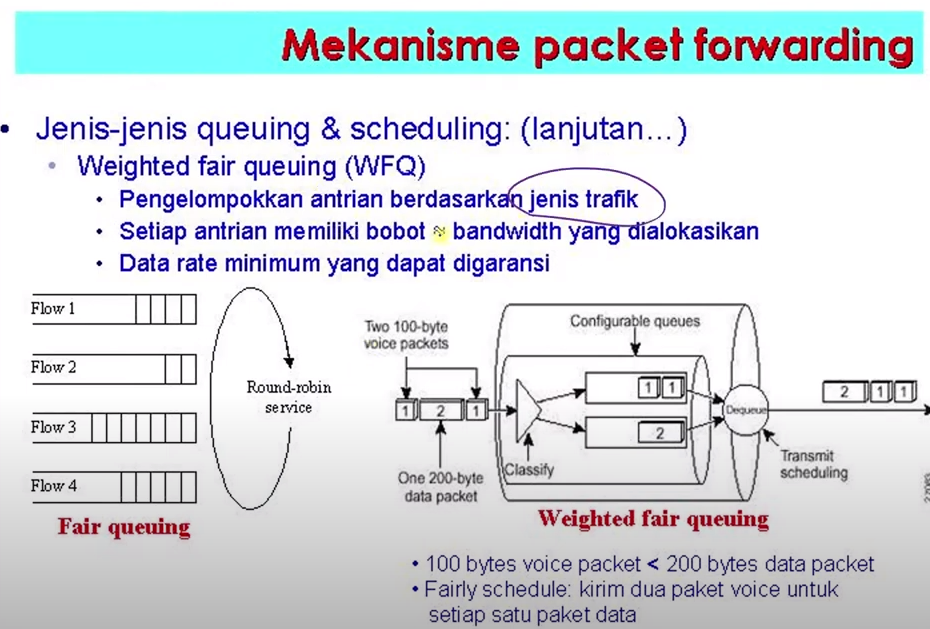 Mekanisme packet forwarding
• Jenis-jenis queuing & scheduling: (lanjutan...)
• Weighted fair queuing (WFQ)
• Pengelompokkan antrian berdasarkan jenis trafik
• Setiap antrian memiliki bobot ≈ bandwidth yang dialokasikan
• Data rate minimum yang dapat digaransi
Flow 1
Flow 2
Flow 3
Flow 4
Round-robin
service
Fair queuing
Two 100-byte
voice packets
1 2 1
One 200-byte
data packet
Classify
Configurable queues
1 1
2
Dequeue
2 1 1
Transmit
scheduling
Weighted fair queuing
• 100 bytes voice packet < 200 bytes data packet
• Fairly schedule: kirim dua paket voice untuk
setiap satu paket data